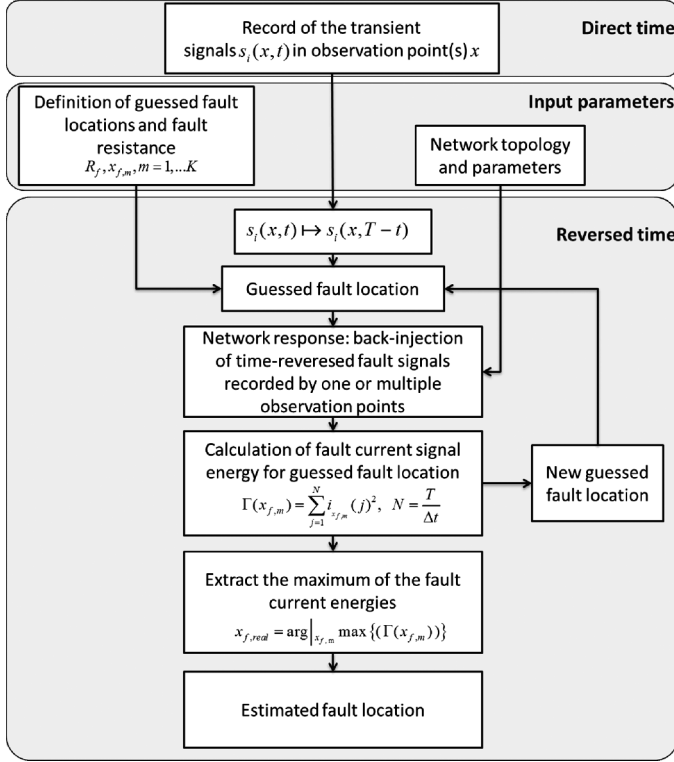 Record of the transient
signals s_i(x,t) in observation point(s) x
Direct time
Input parameters
Definition of guessed fault
locations and fault
resistance
R_f, x_{f,m}, m = 1,...K
Network topology
and parameters
Reversed time
s_i(x,t) ↦ s_i(x,T−t)
Guessed fault location
Network response: back-injection
of time-reveresed fault signals
recorded by one or multiple
observation points
Calculation of fault current signal
energy for guessed fault location
Γ(x_{f,m}) = ∑_{j=1}^{N} i_{x_{f,m}}(j)^2, N = T/Δt
New guessed
fault location
Extract the maximum of the fault
current energies
x_{f,real} = arg|_{x_{f,m}} max{(Γ(x_{f,m}))}
Estimated fault location